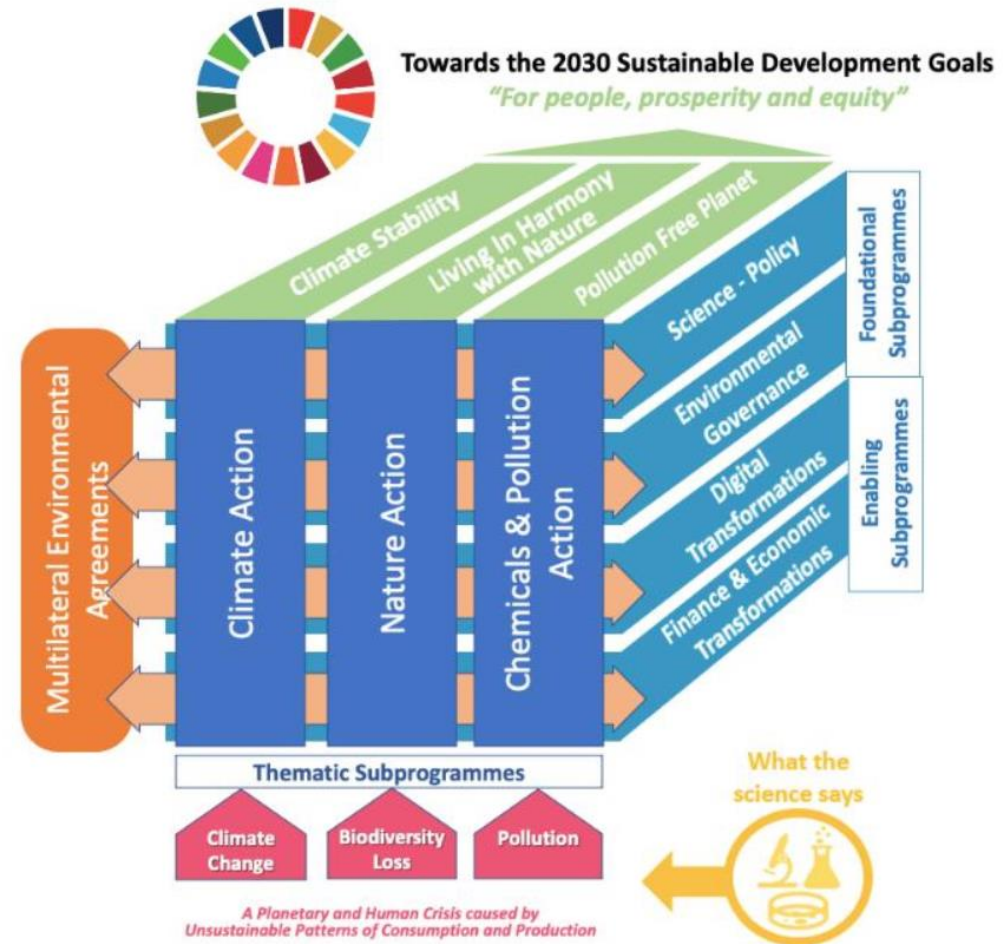 Towards the 2030 Sustainable Development Goals
“For people, prosperity and equity”
Climate Stability
Living In Harmony
with Nature
Pollution Free Planet
Science - Policy
Environmental
Governance
Digital
Transformations
Finance & Economic
Transformations
Foundational
Subprogrammes
Enabling
Subprogrammes
Multilateral Environmental
Agreements
Climate Action
Nature Action
Chemicals & Pollution
Action
Thematic Subprogrammes
Climate
Change
Biodiversity
Loss
Pollution
What the
science says
A Planetary and Human Crisis caused by
Unsustainable Patterns of Consumption and Production